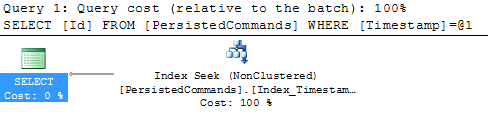 Query 1: Query cost (relative to the batch): 100%
SELECT [Id] FROM [PersistedCommands] WHERE [Timestamp]=@1
SELECT
Cost: 0 %
Index Seek (NonClustered)
[PersistedCommands].[Index_Timestam…
Cost: 100 %